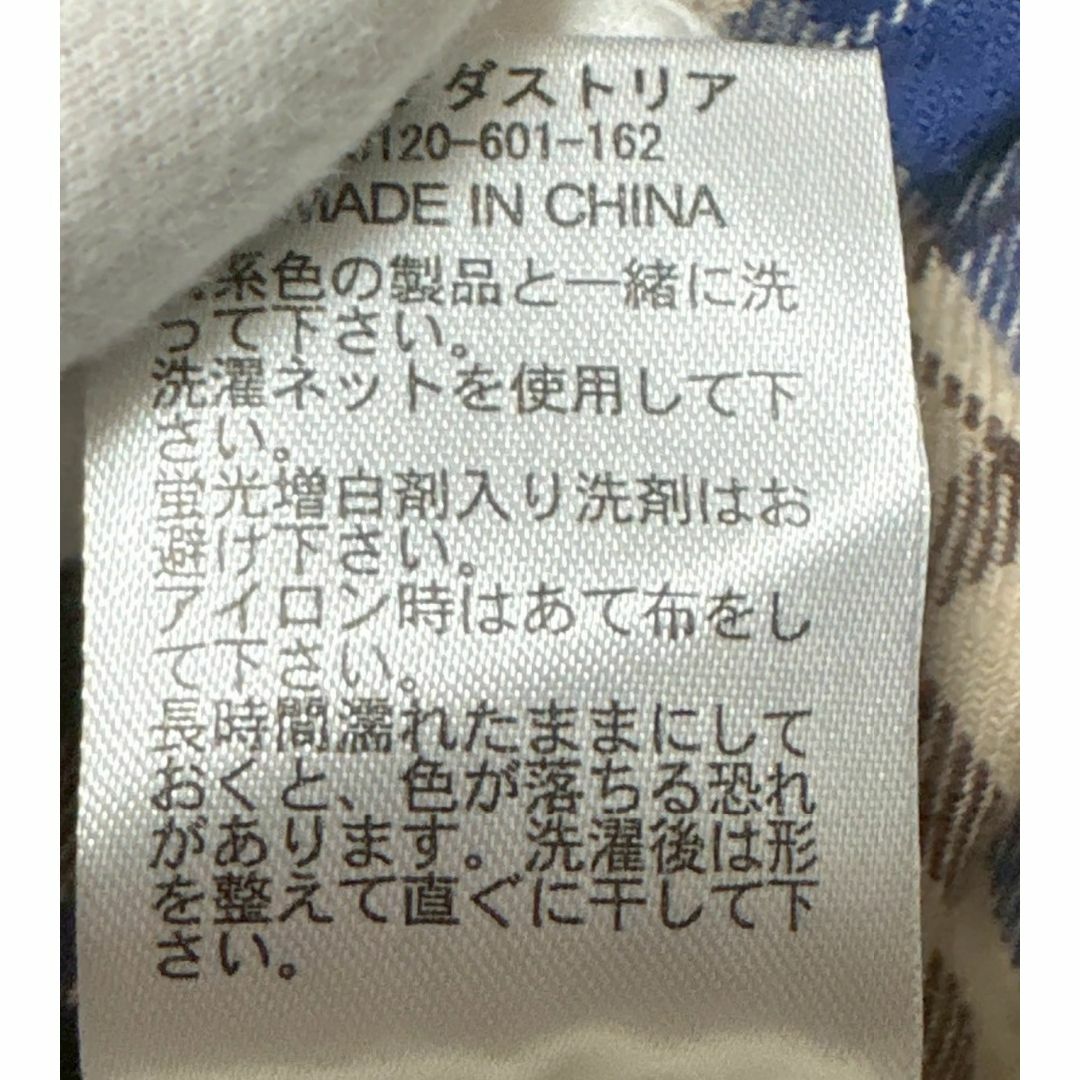 ダストリア
0120-601-162
MADE IN CHINA
系色の製品と一緒に洗
って下さい。
洗濯ネットを使用して下
さい。
蛍光増白剤入り洗剤はお
避け下さい。
アイロン時はあて布をし
て下さい。
長時間濡れたままにして
おくと、色が落ちる恐れ
があります。洗濯後は形
を整えて直ぐに干して下
さい。